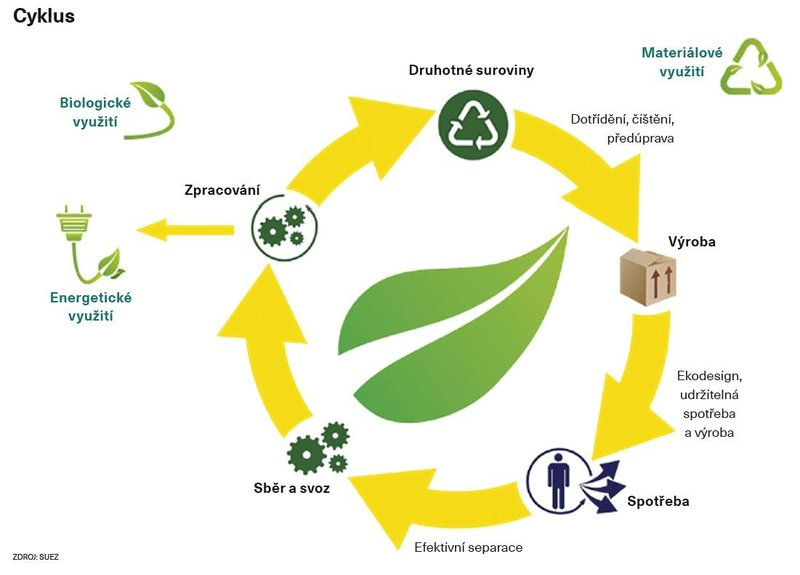 Cyklus
Materiálové
využití
Druhotné suroviny
Biologické
využití
Dotřídění, čištění,
předúprava
Zpracování
Výroba
Energetické
využití
Ekodesign,
udržitelná
spotřeba
a výroba
Sběr a svoz
Spotřeba
Efektivní separace
ZDROJ: SUEZ